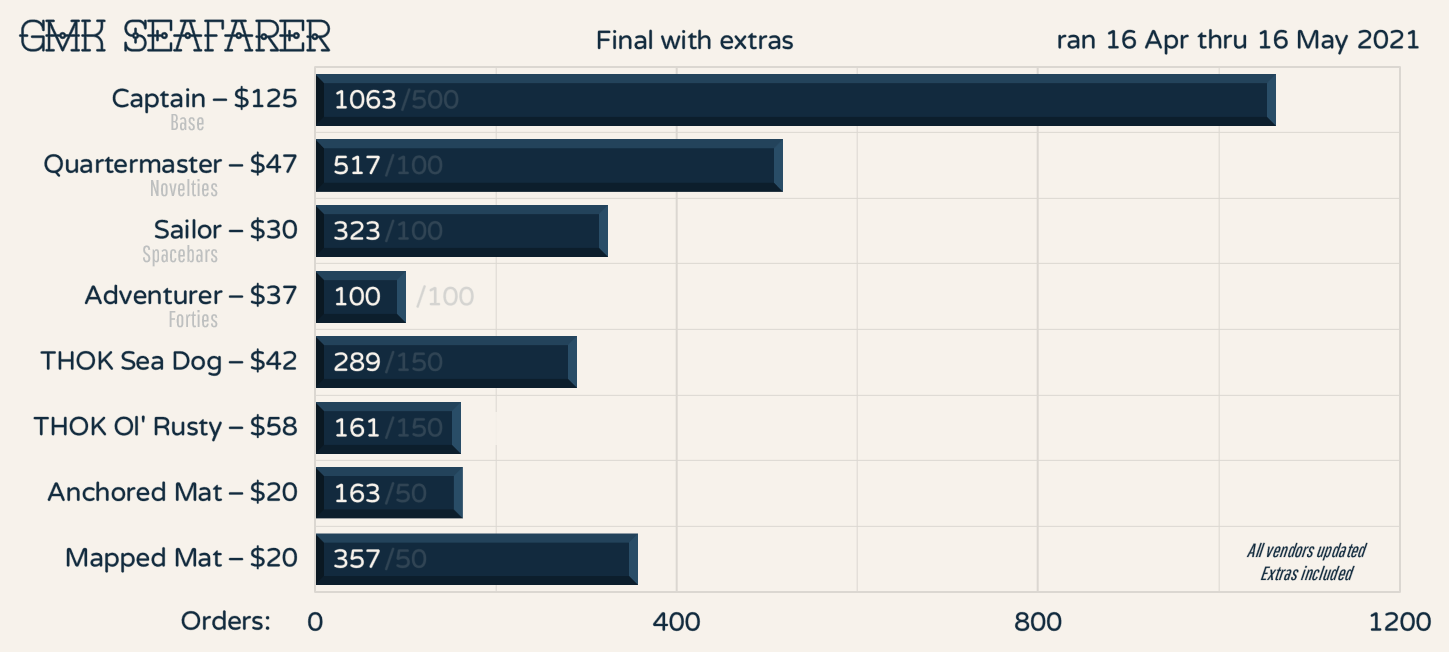 GMK SEAFARER
Final with extras
ran 16 Apr thru 16 May 2021
Captain – $125
Base
1063/500
Quartermaster – $47
Novelties
517/100
Sailor – $30
Spacebars
323/100
Adventurer – $37
Forties
100 /100
THOK Sea Dog – $42
289/150
THOK Ol' Rusty – $58
161/150
Anchored Mat – $20
163/50
Mapped Mat – $20
357/50
All vendors updated
Extras included
Orders: 0 400 800 1200